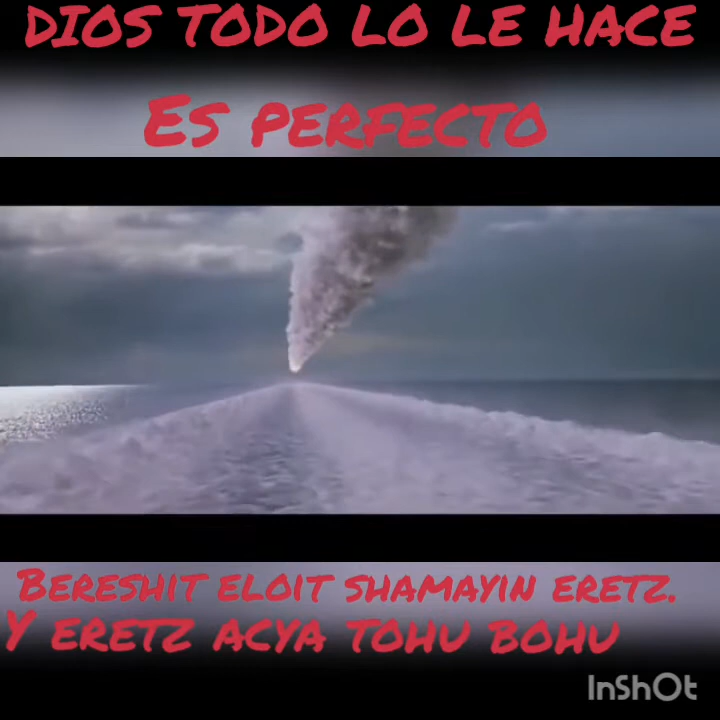 DIOS TODO LO LE HACE
ES PERFECTO
BERESHIT ELOIT SHAMAYIN ERETZ.
Y ERETZ ACYA TOHU BOHU
InShOt